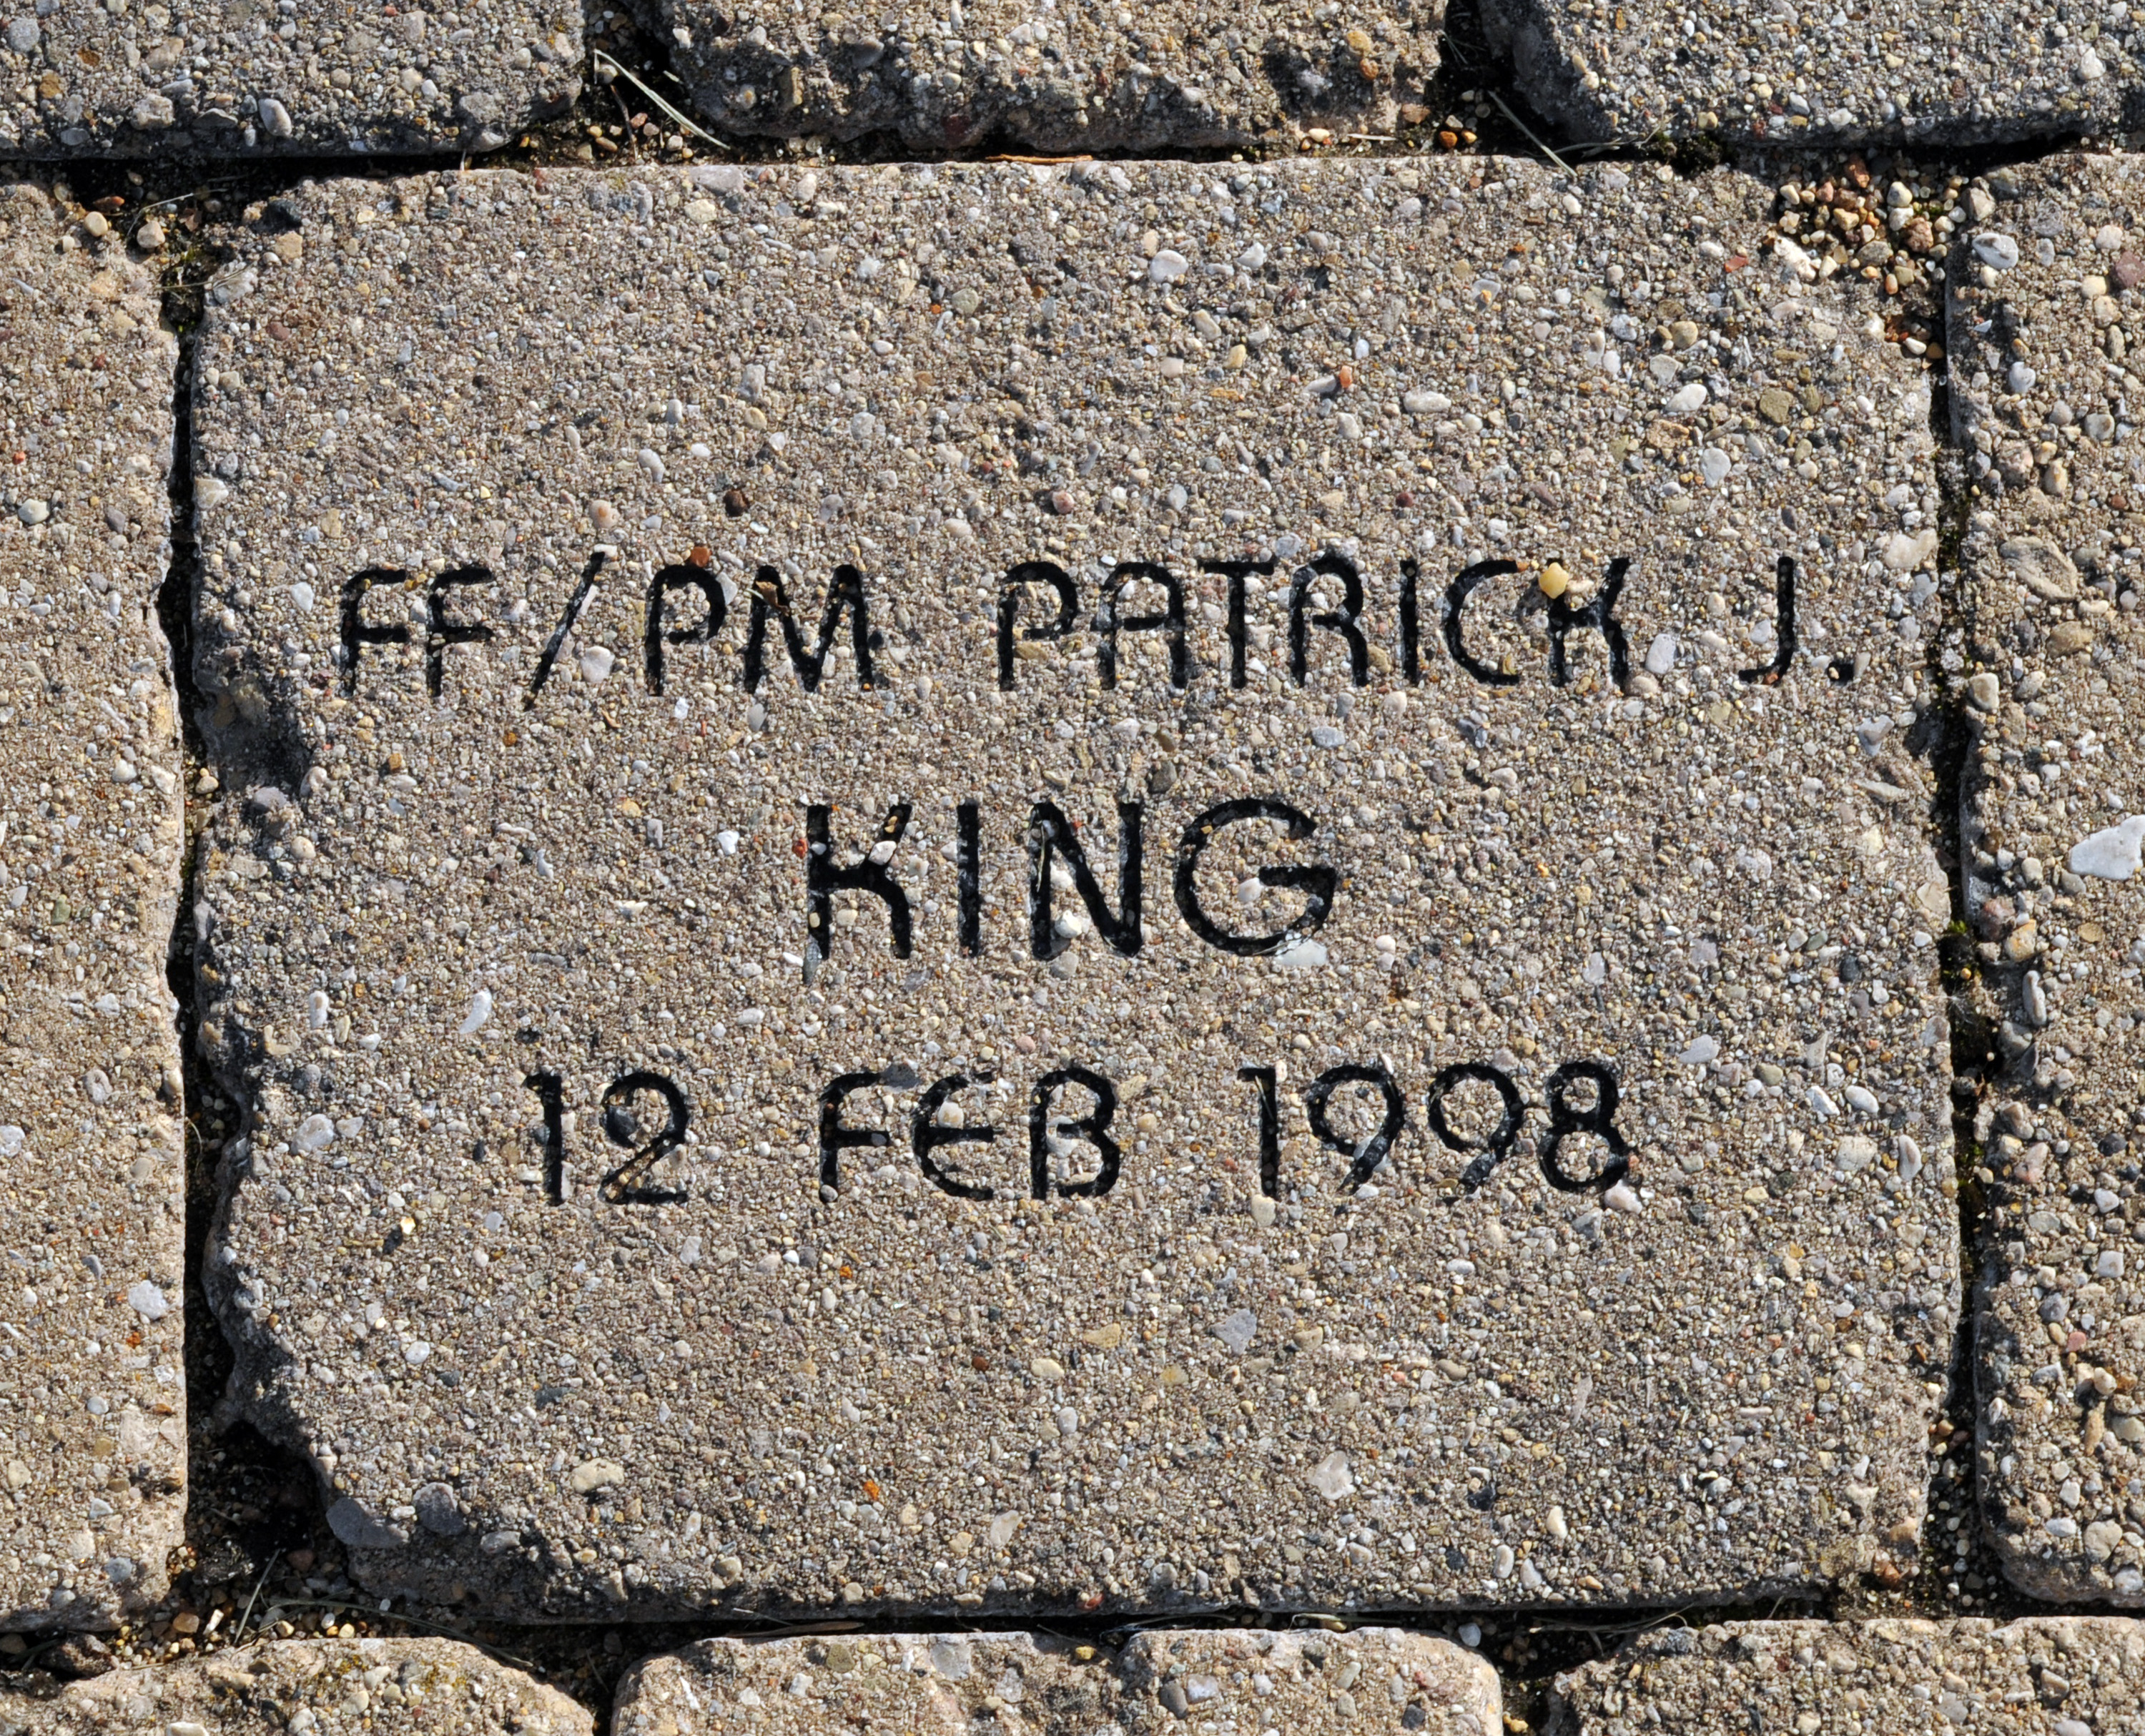 FF/PM PATRICK J.
KING
12 FEB 1998